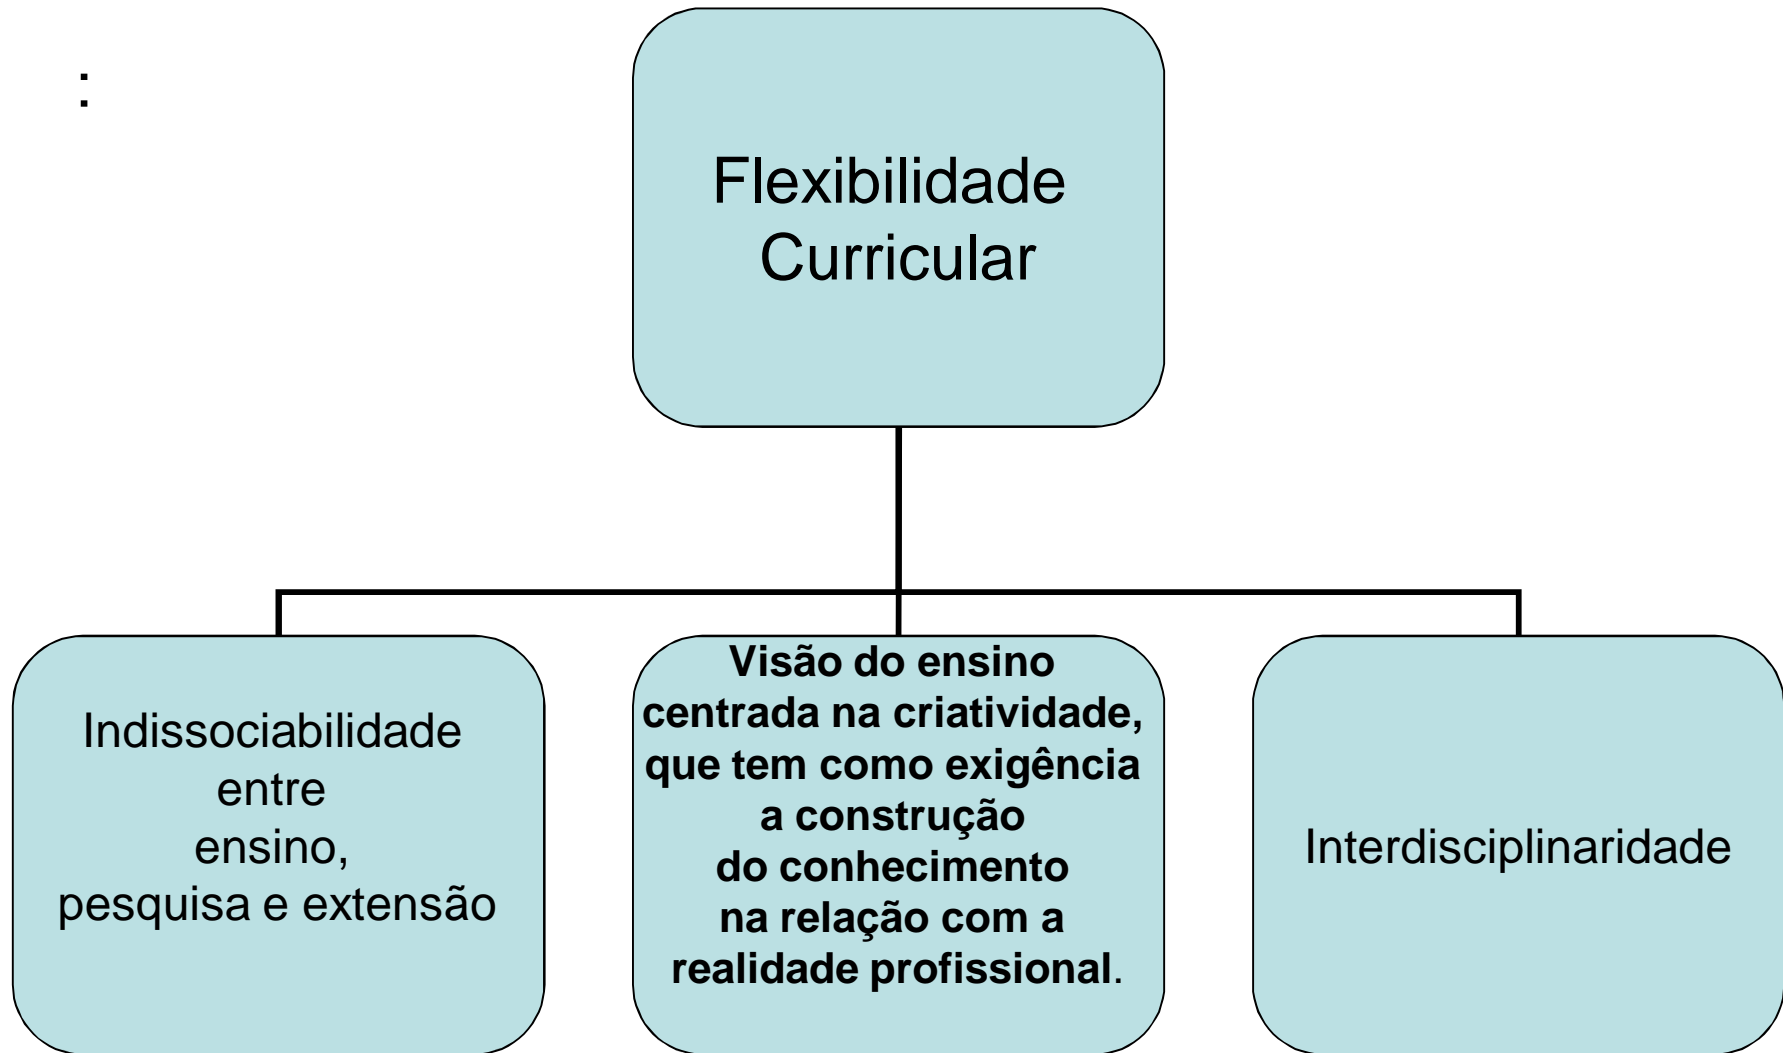 :
Flexibilidade
Curricular
Indissociabilidade
entre
ensino,
pesquisa e extensão
Visão do ensino
centrada na criatividade,
que tem como exigência
a construção
do conhecimento
na relação com a
realidade profissional.
Interdisciplinaridade